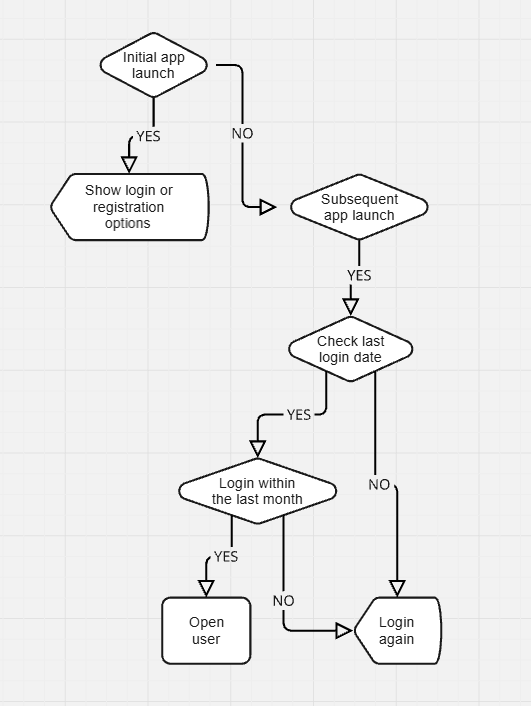 Initial app
launch
YES
NO
Show login or
registration
options
Subsequent
app launch
YES
Check last
login date
YES
NO
Login within
the last month
YES
NO
Open
user
Login
again